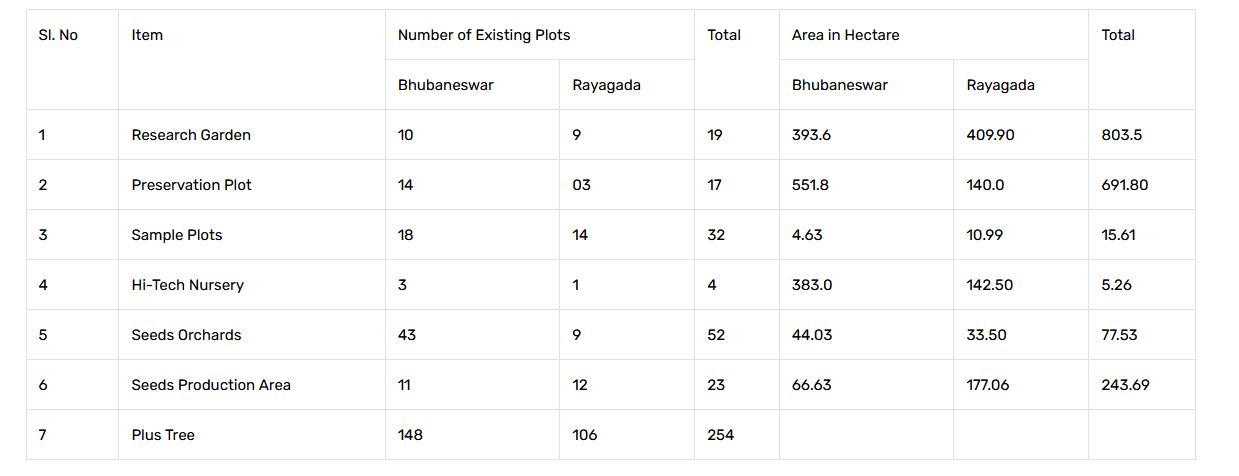 Sl. No Item Number of Existing Plots Total Area in Hectare Total
Bhubaneswar Rayagada Bhubaneswar Rayagada
1 Research Garden 10 9 19 393.6 409.90 803.5
2 Preservation Plot 14 03 17 551.8 140.0 691.80
3 Sample Plots 18 14 32 4.63 10.99 15.61
4 Hi-Tech Nursery 3 1 4 383.0 142.50 5.26
5 Seeds Orchards 43 9 52 44.03 33.50 77.53
6 Seeds Production Area 11 12 23 66.63 177.06 243.69
7 Plus Tree 148 106 254